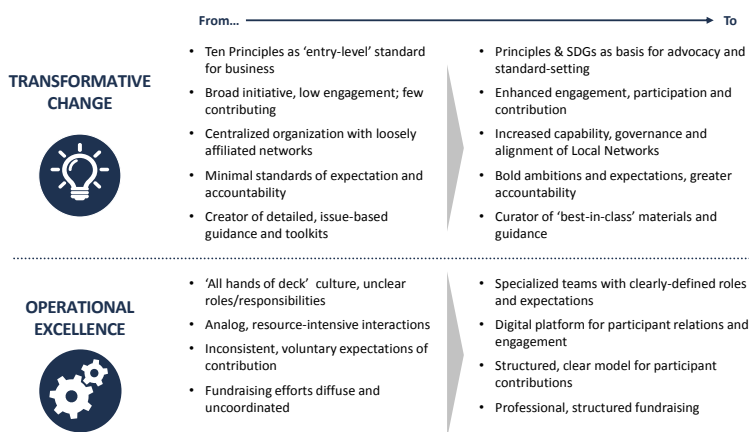 From... To
TRANSFORMATIVE
CHANGE
• Ten Principles as ‘entry-level’ standard
for business
• Broad initiative, low engagement; few
contributing
• Centralized organization with loosely
affiliated networks
• Minimal standards of expectation and
accountability
• Creator of detailed, issue-based
guidance and toolkits
• Principles & SDGs as basis for advocacy and
standard-setting
• Enhanced engagement, participation and
contribution
• Increased capability, governance and
alignment of Local Networks
• Bold ambitions and expectations, greater
accountability
• Curator of ‘best-in-class’ materials and
guidance
OPERATIONAL
EXCELLENCE
• ‘All hands of deck’ culture, unclear
roles/responsibilities
• Analog, resource-intensive interactions
• Inconsistent, voluntary expectations of
contribution
• Fundraising efforts diffuse and
uncoordinated
• Specialized teams with clearly-defined roles
and expectations
• Digital platform for participant relations and
engagement
• Structured, clear model for participant
contributions
• Professional, structured fundraising